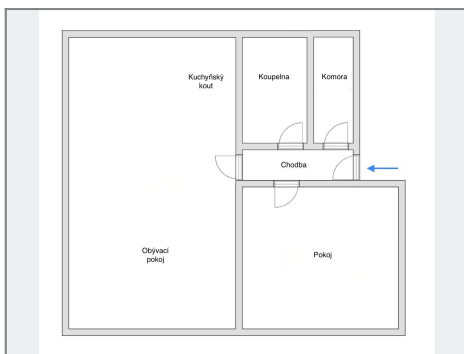 Kuchyňský
kout
Koupelna
Komora
Chodba
Obývací
pokoj
Pokoj